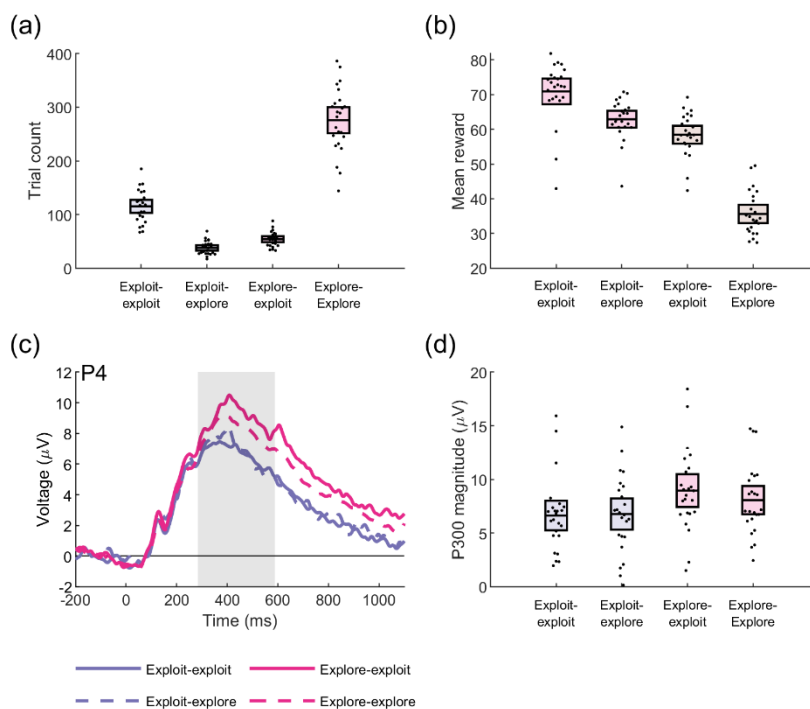 (a)
400
300
200
100
0
Trial count
Exploit-
exploit
Exploit-
explore
Explore-
exploit
Explore-
Explore
(b)
80
70
60
50
40
30
20
Mean reward
Exploit-
exploit
Exploit-
explore
Explore-
exploit
Explore-
Explore
(c)
P4
12
10
8
6
4
2
0
-2
Voltage (μV)
-200 0 200 400 600 800 1000
Time (ms)
(d)
20
15
10
5
0
P300 magnitude (μV)
Exploit-
exploit
Exploit-
explore
Explore-
exploit
Explore-
Explore
Exploit-exploit Explore-exploit
Exploit-explore Explore-explore